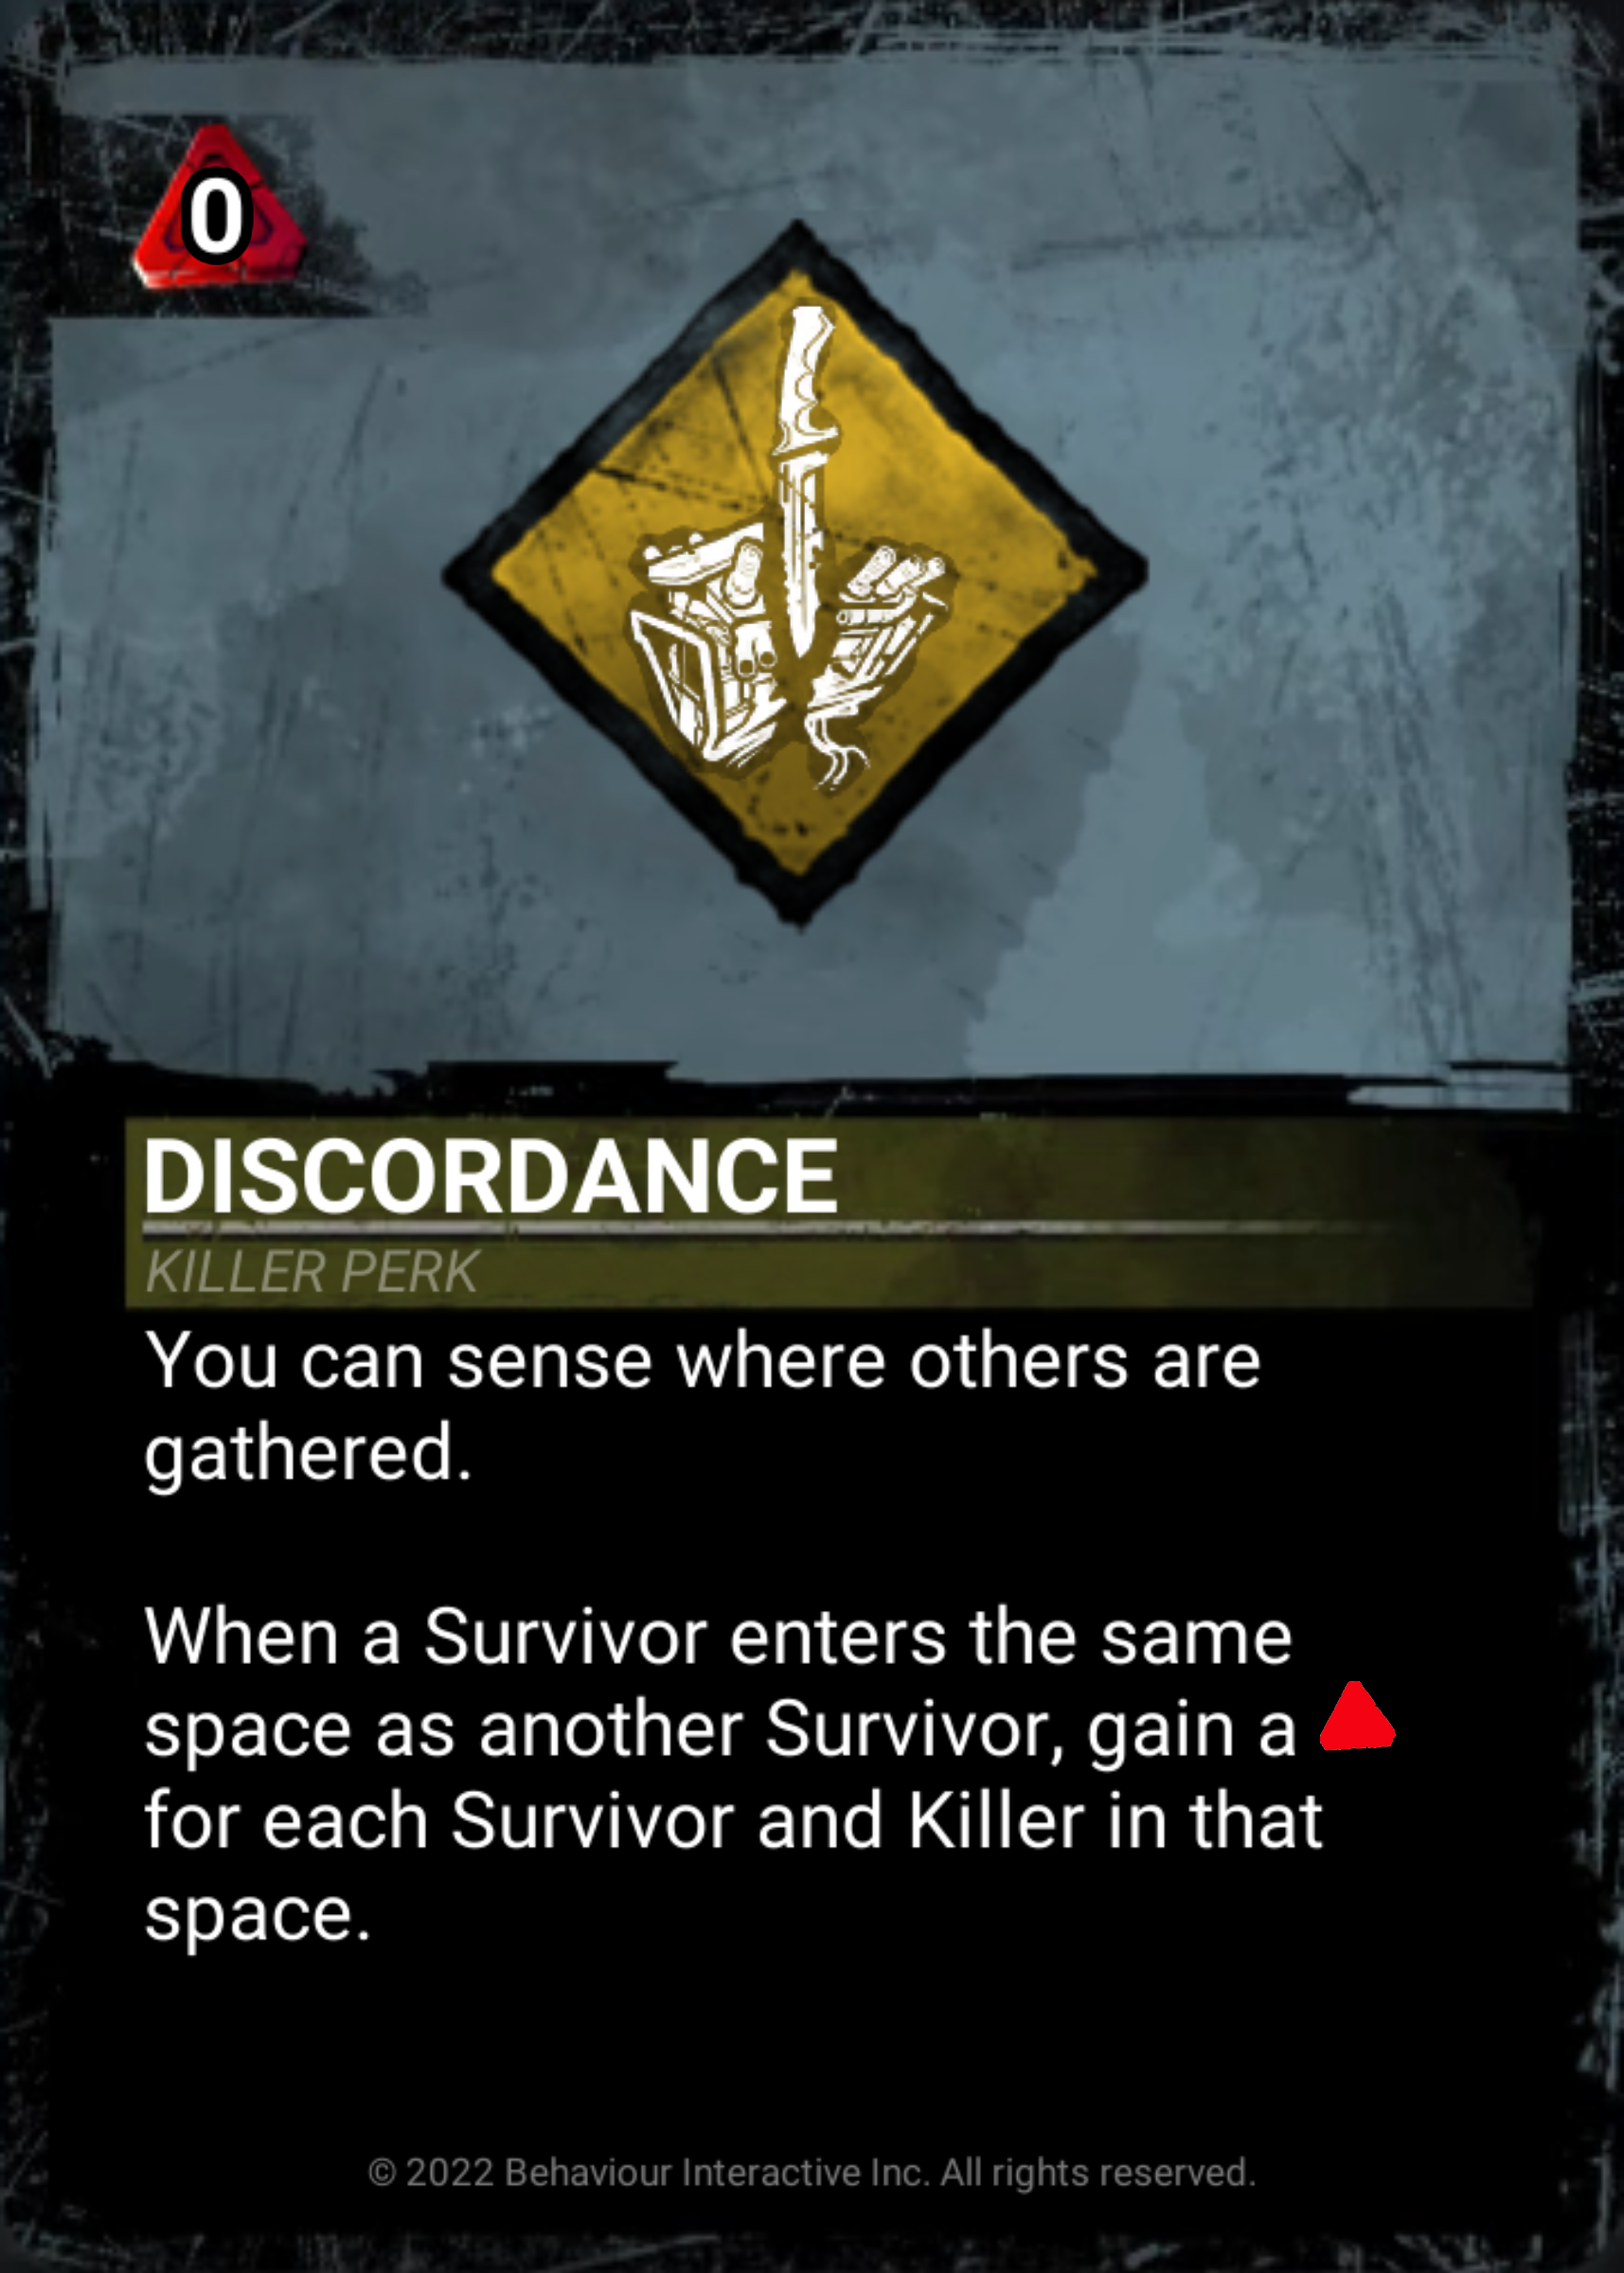 0
DISCORDANCE
KILLER PERK
You can sense where others are
gathered.
When a Survivor enters the same
space as another Survivor, gain a
for each Survivor and Killer in that
space.
© 2022 Behaviour Interactive Inc. All rights reserved.